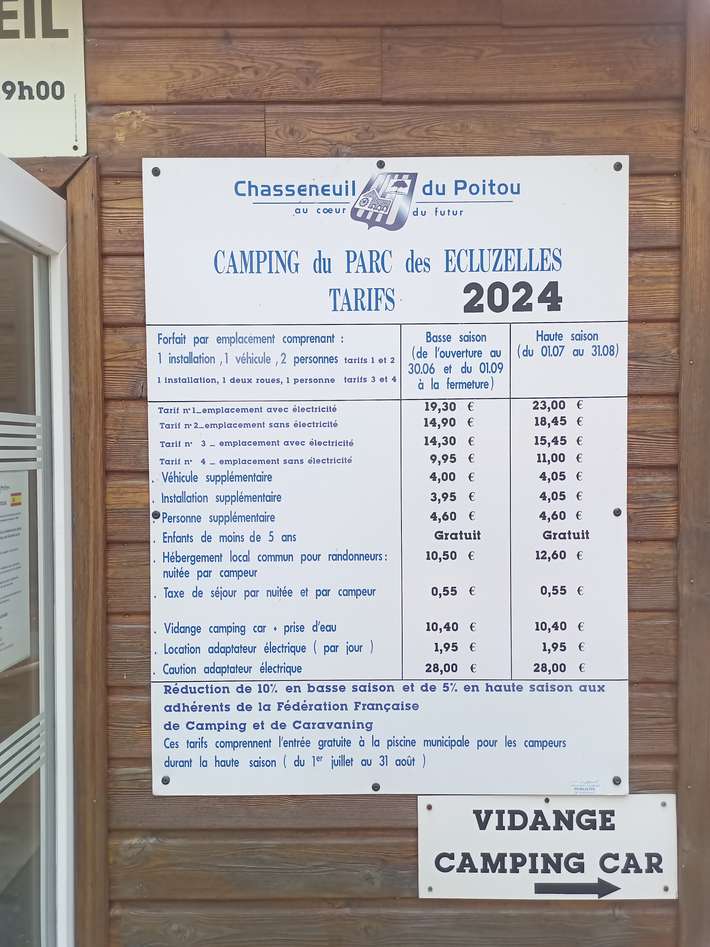 EIL
9h00
Chasseneuil du Poitou
au cœur du futur
CAMPING du PARC des ECLUZELLES
TARIFS 2024
Forfait par emplacement comprenant :
1 installation ,1 véhicule ,2 personnes tarifs 1 et 2
1 installation, 1 deux roues, 1 personne tarifs 3 et 4
Basse saison
(de l'ouverture au
30.06 et du 01.09
à la fermeture)
Haute saison
(du 01.07 au 31.08)
Tarif n°1_emplacement avec électricité 19,30 € 23,00 €
Tarif n°2_emplacement sans électricité 14,90 € 18,45 €
Tarif n° 3 _ emplacement avec électricité 14,30 € 15,45 €
Tarif n° 4 _ emplacement sans électricité 9,95 € 11,00 €
. Véhicule supplémentaire 4,00 € 4,05 €
. Installation supplémentaire 3,95 € 4,05 €
. Personne supplémentaire 4,60 € 4,60 €
. Enfants de moins de 5 ans Gratuit Gratuit
. Hébergement local commun pour randonneurs: 10,50 € 12,60 €
nuitée par campeur
. Taxe de séjour par nuitée et par campeur 0,55 € 0,55 €
. Vidange camping car + prise d'eau 10,40 € 10,40 €
. Location adaptateur électrique ( par jour ) 1,95 € 1,95 €
. Caution adaptateur électrique 28,00 € 28,00 €
Réduction de 10% en basse saison et de 5% en haute saison aux
adhérents de la Fédération Française
de Camping et de Caravaning
Ces tarifs comprennent l'entrée gratuite à la piscine municipale pour les campeurs
durant la haute saison ( du 1er juillet au 31 août )
VIDANGE
CAMPING CAR